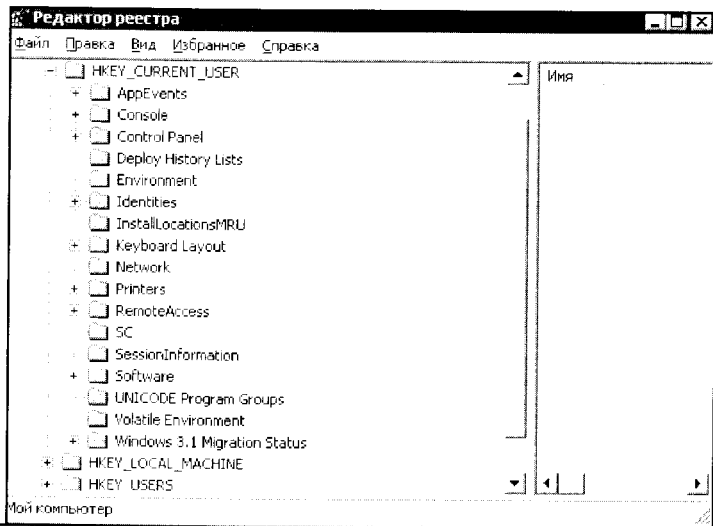 Редактор реестра
Файл Правка Вид Избранное Справка
HKEY_CURRENT_USER
AppEvents
Console
Control Panel
Deploy History Lists
Environment
Identities
InstallLocationsMRU
Keyboard Layout
Network
Printers
RemoteAccess
SC
SessionInformation
Software
UNICODE Program Groups
Volatile Environment
Windows 3.1 Migration Status
HKEY_LOCAL_MACHINE
HKEY_USERS
Имя
Мой компьютер